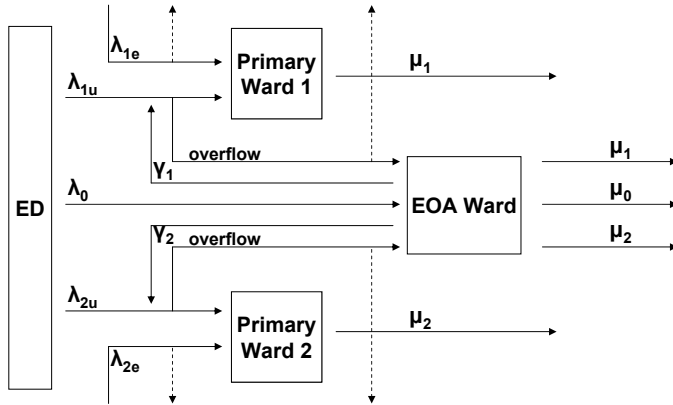 λ1e
Primary
Ward 1
μ1
λ1u
overflow
γ1
μ1
ED
λ0
EOA Ward
μ0
γ2
overflow
μ2
λ2u
Primary
Ward 2
μ2
λ2e